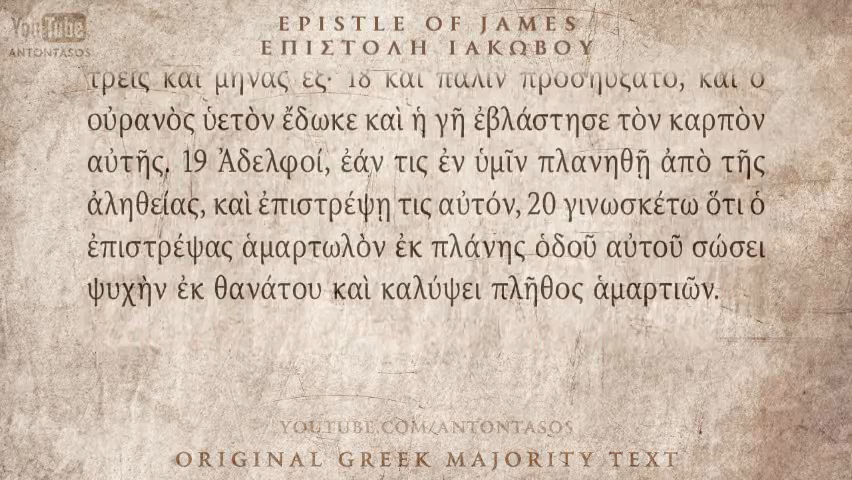 YouTube
ANTONTASOS
EPISTLE OF JAMES
ΕΠΙΣΤΟΛΗ ΙΑΚΩΒΟΥ
τρεῖς καὶ μῆνας ἕξ· 18 καὶ πάλιν προσηύξατο, καὶ ὁ
οὐρανὸς ὑετὸν ἔδωκε καὶ ἡ γῆ ἐβλάστησε τὸν καρπὸν
αὐτῆς. 19 Ἀδελφοί, ἐάν τις ἐν ὑμῖν πλανηθῇ ἀπὸ τῆς
ἀληθείας, καὶ ἐπιστρέψῃ τις αὐτόν, 20 γινωσκέτω ὅτι ὁ
ἐπιστρέψας ἁμαρτωλὸν ἐκ πλάνης ὁδοῦ αὐτοῦ σώσει
ψυχὴν ἐκ θανάτου καὶ καλύψει πλῆθος ἁμαρτιῶν.
YOUTUBE.COM/ANTONTASOS
ORIGINAL GREEK MAJORITY TEXT